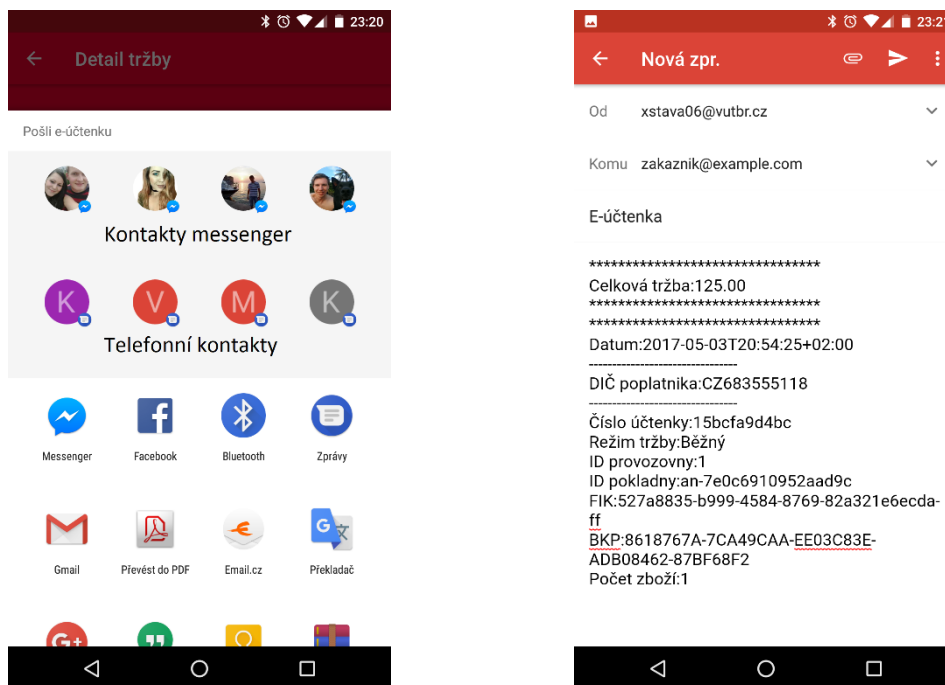 23:20
Detail tržby
Pošli e-účtenku
Kontakty messenger
K V M K
Telefonní kontakty
Messenger Facebook Bluetooth Zprávy
Gmail Převést do PDF Email.cz Překladač
G+
23:21
Nová zpr.
Od xstava06@vutbr.cz
Komu zakaznik@example.com
E-účtenka
********************************
Celková tržba:125.00
********************************
********************************
Datum:2017-05-03T20:54:25+02:00
--------------------------------
DIČ poplatnika:CZ683555118
--------------------------------
Číslo účtenky:15bcfa9d4bc
Režim tržby:Běžný
ID provozovny:1
ID pokladny:an-7e0c6910952aad9c
FIK:527a8835-b999-4584-8769-82a321e6ecda-
ff
BKP:8618767A-7CA49CAA-EE03C83E-
ADB08462-87BF68F2
Počet zboží:1